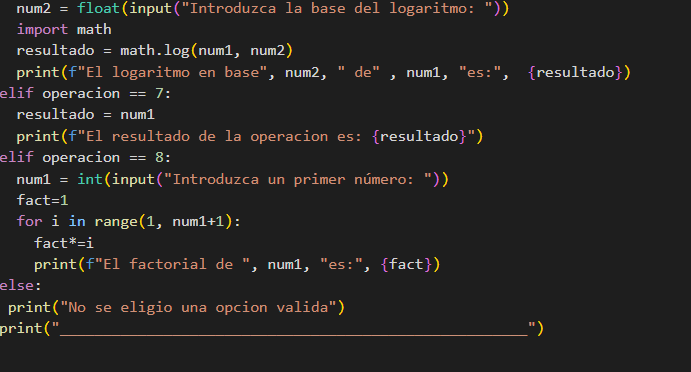 num2 = float(input("Introduzca la base del logaritmo: "))
import math
resultado = math.log(num1, num2)
print(f"El logaritmo en base", num2, " de" , num1, "es:",  {resultado})
elif operacion == 7:
resultado = num1
print(f"El resultado de la operacion es: {resultado}")
elif operacion == 8:
num1 = int(input("Introduzca un primer número: "))
fact=1
for i in range(1, num1+1):
fact*=i
print(f"El factorial de ", num1, "es:", {fact})
else:
print("No se eligio una opcion valida")
print("____________________________________________________")